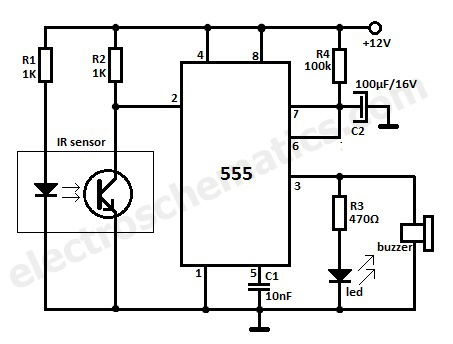 +12V
R1
1K
R2
1K
4
8
R4
100k
100µF/16V
2
7
C2
6
IR sensor
555
3
R3
470Ω
buzzer
1
5
C1
10nF
led
electroschematics.com